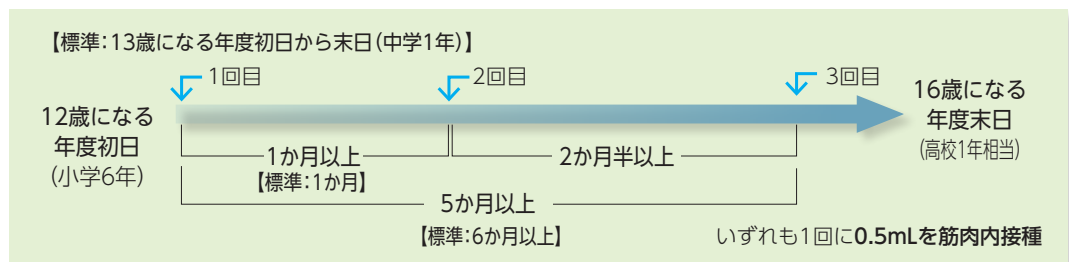 【標準：13歳になる年度初日から末日（中学1年）】
1回目
2回目
3回目
12歳になる
年度初日
（小学6年）
16歳になる
年度末日
（高校1年相当）
1か月以上
【標準：1か月】
2か月半以上
5か月以上
【標準：6か月以上】
いずれも1回に0.5mLを筋肉内接種